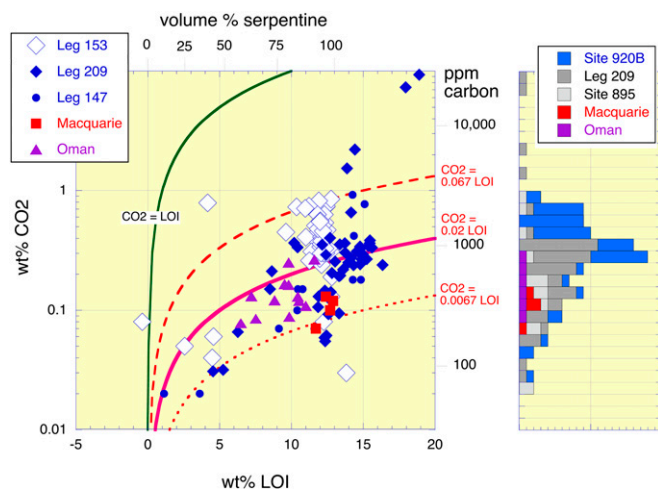 volume % serpentine
0 25 50 75 100
Leg 153
Leg 209
Leg 147
Macquarie
Oman
ppm
carbon
10,000
1000
100
Site 920B
Leg 209
Site 895
Macquarie
Oman
CO2 = LOI
CO2 =
0.067 LOI
CO2 =
0.02 LOI
CO2 =
0.0067 LOI
wt% CO2
1
0.1
0.01
-5 0 5 10 15 20
wt% LOI